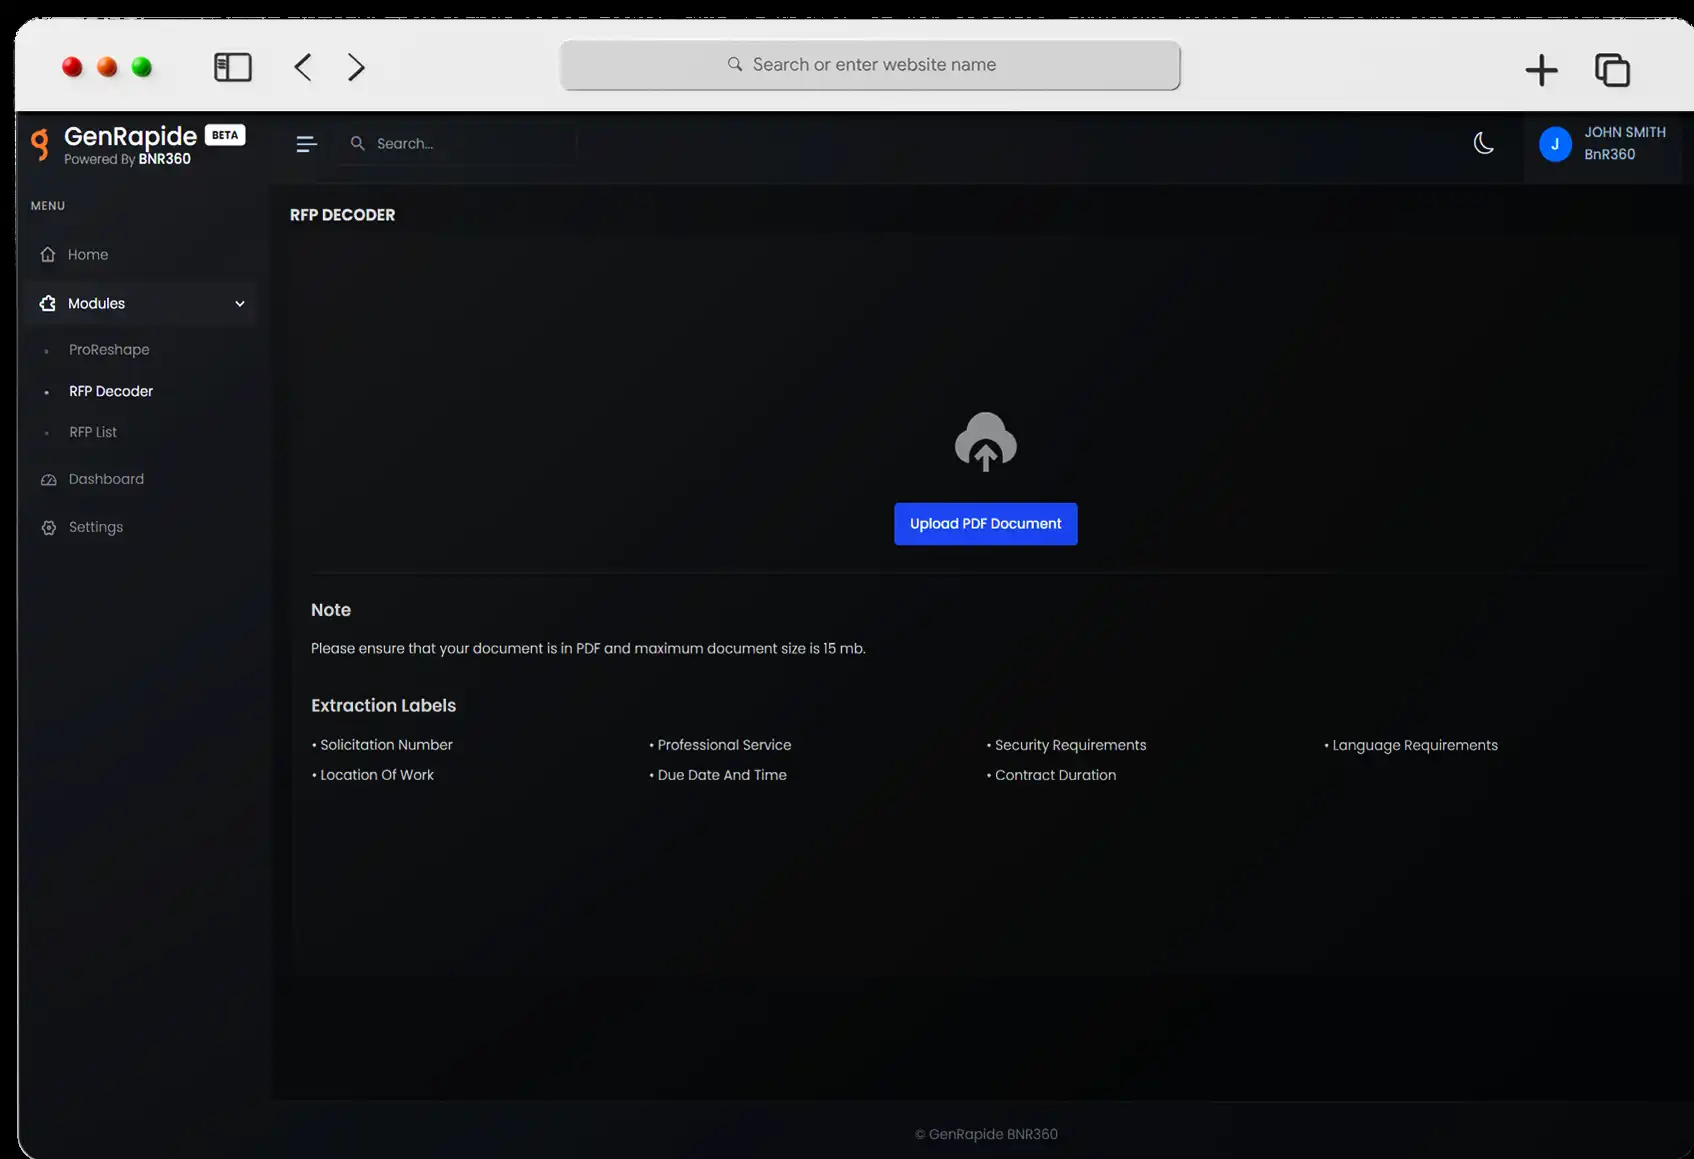 Search or enter website name
GenRapide BETA
Powered By BNR360
Search...
JOHN SMITH
J
BnR360
MENU
Home
Modules
ProReshape
RFP Decoder
RFP List
Dashboard
Settings
RFP DECODER
Upload PDF Document
Note
Please ensure that your document is in PDF and maximum document size is 15 mb.
Extraction Labels
• Solicitation Number • Professional Service • Security Requirements • Language Requirements
• Location Of Work • Due Date And Time • Contract Duration
© GenRapide BNR360